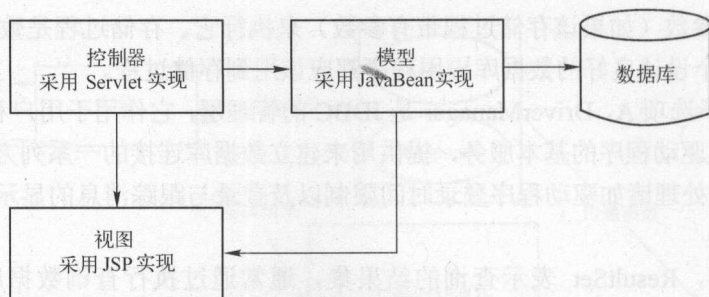 控制器
采用 Servlet 实现
模型
采用JavaBean实现
数据库
视图
采用 JSP 实现